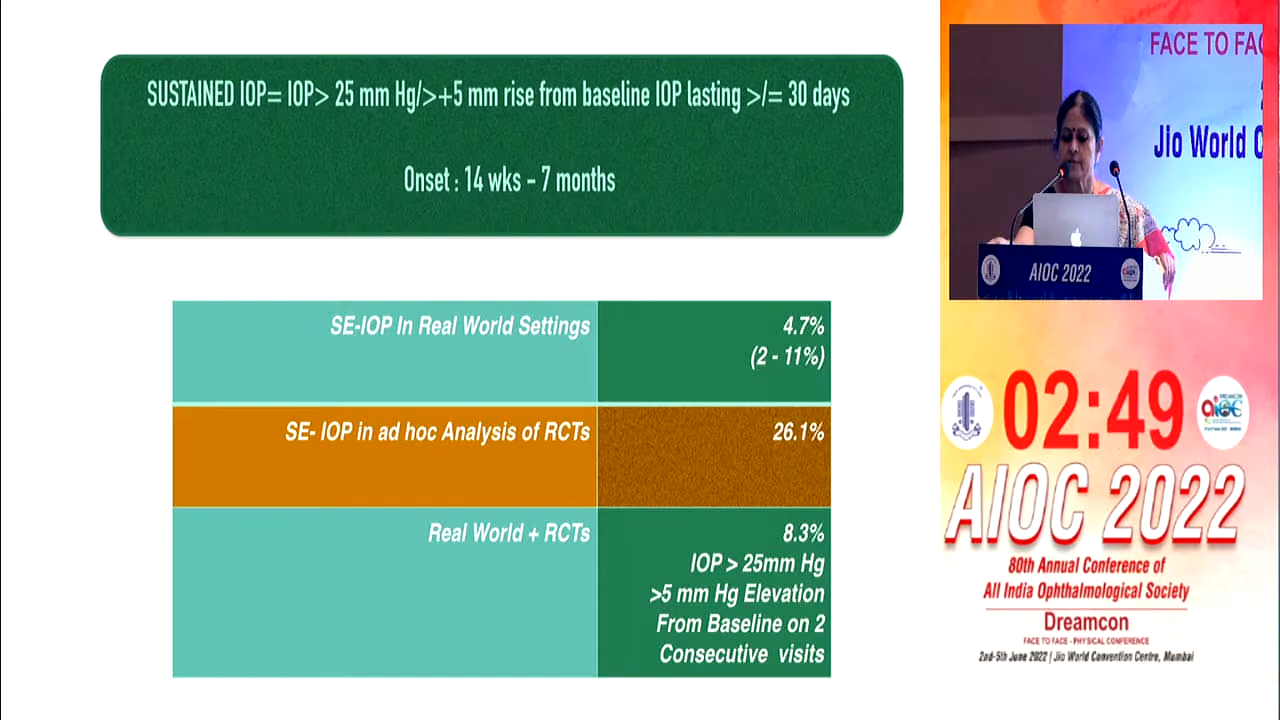 SUSTAINED IOP= IOP> 25 mm Hg/>+5 mm rise from baseline IOP lasting >/= 30 days
Onset : 14 wks - 7 months
SE-IOP In Real World Settings
4.7%
(2 - 11%)
SE- IOP in ad hoc Analysis of RCTs
26.1%
Real World + RCTs
8.3%
IOP > 25mm Hg
>5 mm Hg Elevation
From Baseline on 2
Consecutive visits
FACE TO FAC
Jio World C
AIOC 2022
02:49
AIOC 2022
80th Annual Conference of
All India Ophthalmological Society
Dreamcon
FACE TO FACE - PHYSICAL CONFERENCE
2nd-5th June 2022 | Jio World Convention Centre, Mumbai